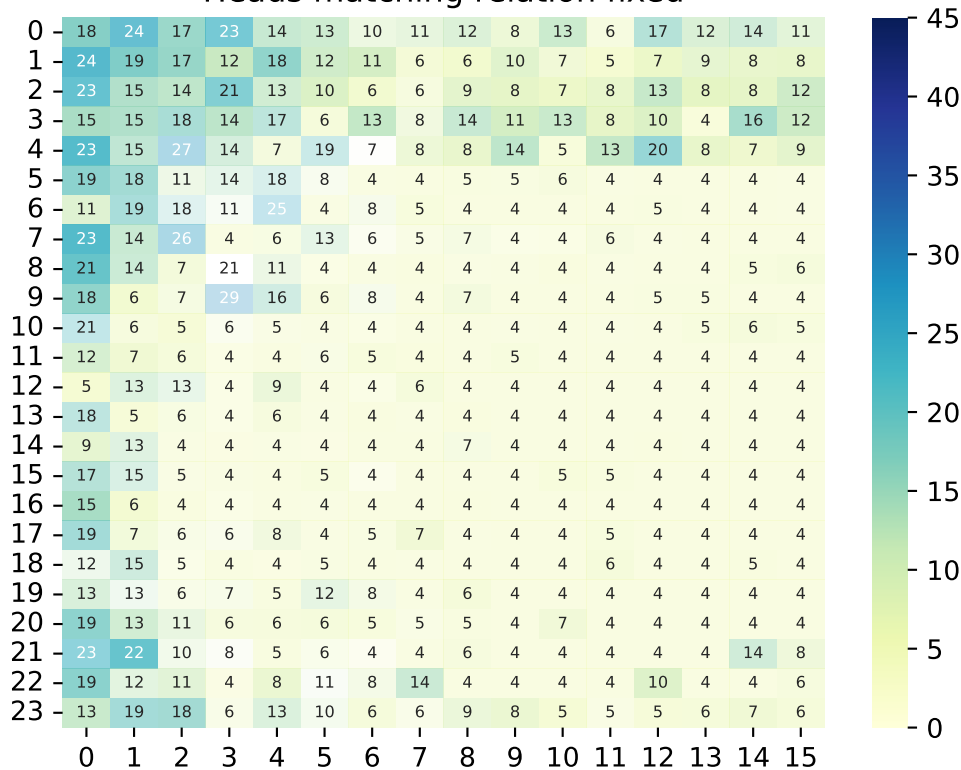 Heads matching relation fixed
0 18 24 17 23 14 13 10 11 12 8 13 6 17 12 14 11
1 24 19 17 12 18 12 11 6 6 10 7 5 7 9 8 8
2 23 15 14 21 13 10 6 6 9 8 7 8 13 8 8 12
3 15 15 18 14 17 6 13 8 14 11 13 8 10 4 16 12
4 23 15 27 14 7 19 7 8 8 14 5 13 20 8 7 9
5 19 18 11 14 18 8 4 4 5 5 6 4 4 4 4 4
6 11 19 18 11 25 4 8 5 4 4 4 4 5 4 4 4
7 23 14 26 4 6 13 6 5 7 4 4 6 4 4 4 4
8 21 14 7 21 11 4 4 4 4 4 4 4 4 4 5 6
9 18 6 7 29 16 6 8 4 7 4 4 4 5 5 4 4
10 21 6 5 6 5 4 4 4 4 4 4 4 4 5 6 5
11 12 7 6 4 4 6 5 4 4 5 4 4 4 4 4 4
12 5 13 13 4 9 4 4 6 4 4 4 4 4 4 4 4
13 18 5 6 4 6 4 4 4 4 4 4 4 4 4 4 4
14 9 13 4 4 4 4 4 4 7 4 4 4 4 4 4 4
15 17 15 5 4 4 5 4 4 4 4 5 5 4 4 4 4
16 15 6 4 4 4 4 4 4 4 4 4 4 4 4 4 4
17 19 7 6 6 8 4 5 7 4 4 4 5 4 4 4 4
18 12 15 5 4 4 5 4 4 4 4 4 6 4 4 5 4
19 13 13 6 7 5 12 8 4 6 4 4 4 4 4 4 4
20 19 13 11 6 6 6 5 5 5 4 7 4 4 4 4 4
21 23 22 10 8 5 6 4 4 6 4 4 4 4 4 14 8
22 19 12 11 4 8 11 8 14 4 4 4 4 10 4 4 6
23 13 19 18 6 13 10 6 6 9 8 5 5 5 6 7 6
0 1 2 3 4 5 6 7 8 9 10 11 12 13 14 15
45
40
35
30
25
20
15
10
5
0